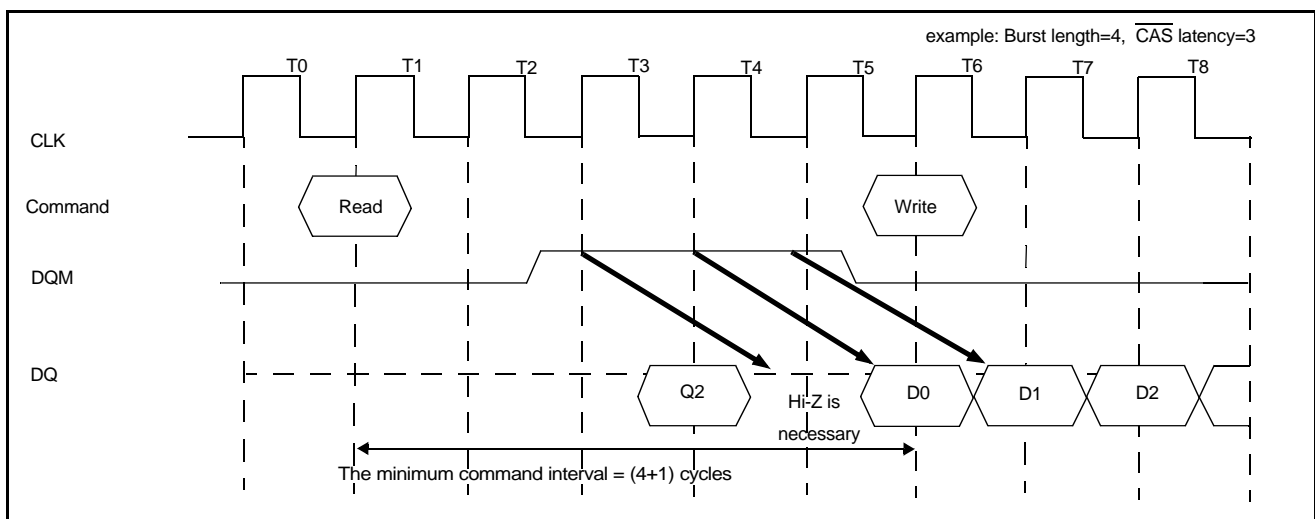 example: Burst length=4, CAS latency=3
T0 T1 T2 T3 T4 T5 T6 T7 T8
CLK
Command Read Write
DQM
DQ Q2 D0 D1 D2
Hi-Z is
necessary
The minimum command interval = (4+1) cycles